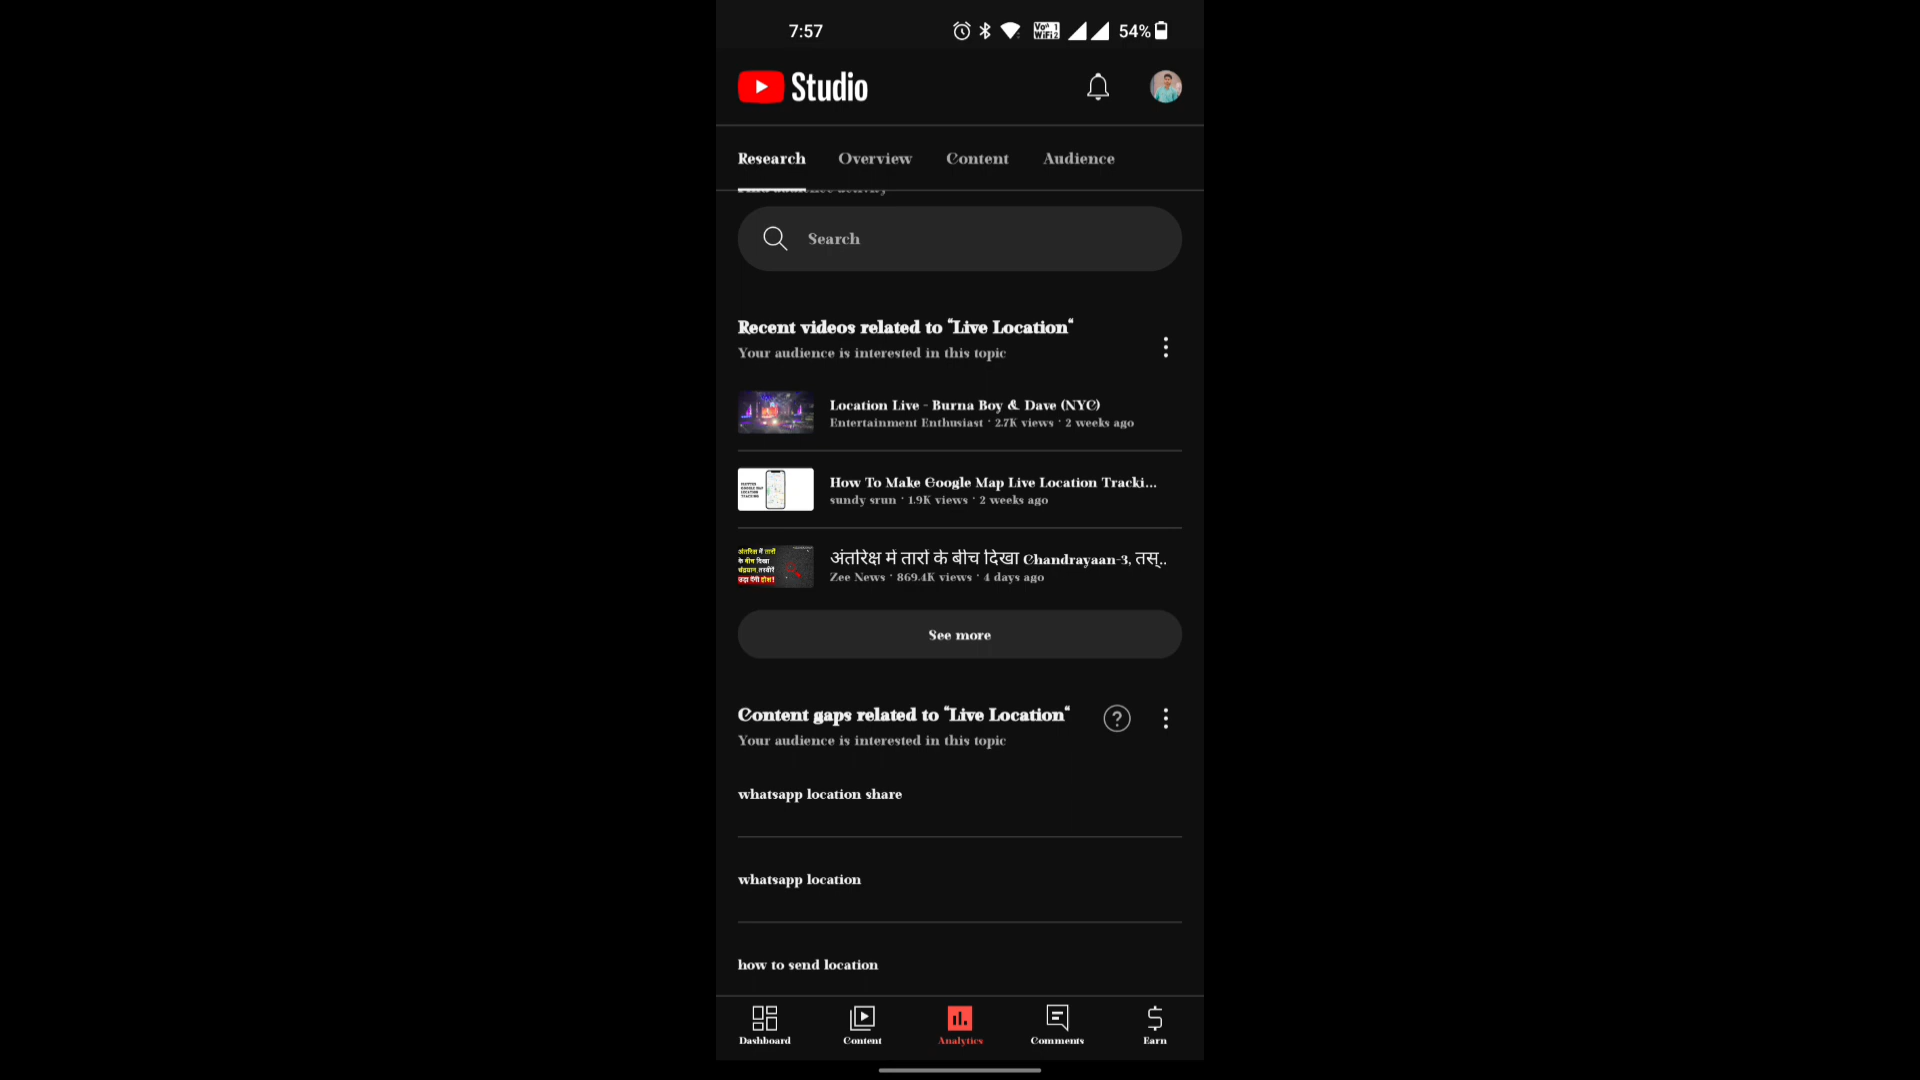 7:57
54%
Studio
Research Overview Content Audience
Search
Recent videos related to “Live Location“
Your audience is interested in this topic
Location Live - Burna Boy & Dave (NYC)
Entertainment Enthusiast · 2.7K views · 2 weeks ago
How To Make Google Map Live Location Tracki...
sundy srun · 1.9K views · 2 weeks ago
अंतरिक्ष में तारों
के बीच दिखा
उड़ा देंगी होश!
अंतरिक्ष में तारों के बीच दिखा Chandrayaan-3, तस्..
Zee News · 869.4K views · 4 days ago
See more
Content gaps related to “Live Location“
Your audience is interested in this topic
whatsapp location share
whatsapp location
how to send location
Dashboard Content Analytics Comments Earn